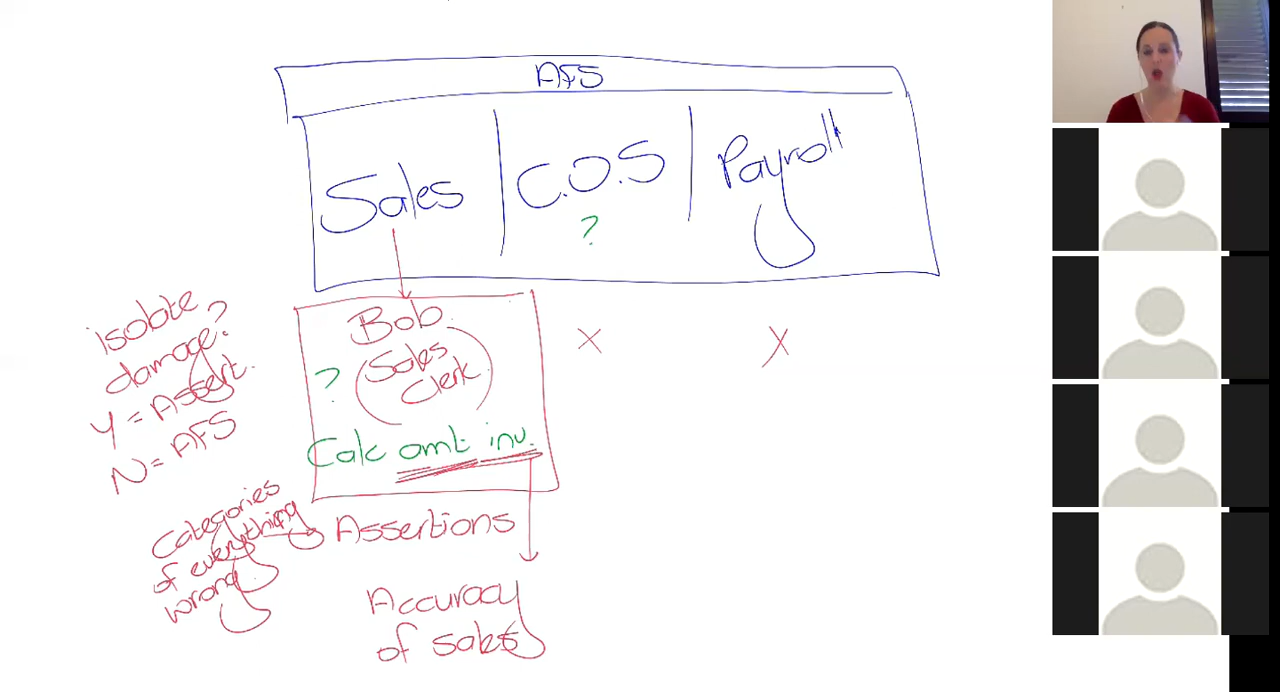 AFS
Sales
C.O.S
Payroll
?
Bob
Sales
Clerk
?
Calc amt inv.
X
X
isolate
damage?
Y = Assert.
N = AFS
Categories
of everything
wrong
Assertions
Accuracy
of sales